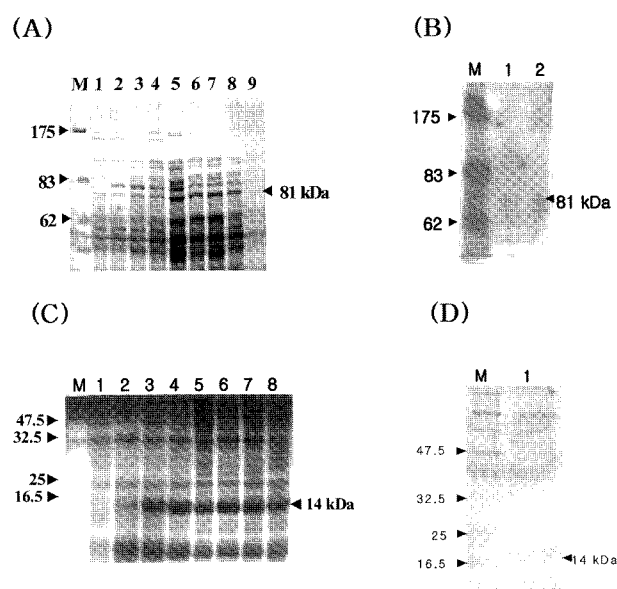 (A)
M 1 2 3 4 5 6 7 8 9
175
83
62
81 kDa
(B)
M 1 2
175
83
62
81 kDa
(C)
M 1 2 3 4 5 6 7 8
47.5
32.5
25
16.5
14 kDa
(D)
M 1
47.5
32.5
25
16.5
14 kDa